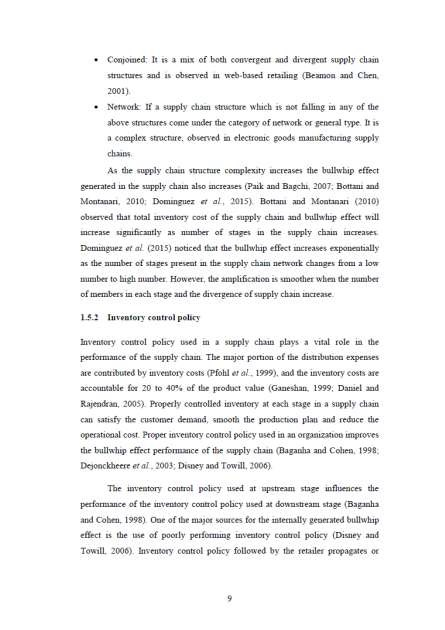 • Conjoined: It is a mix of both convergent and divergent supply chain
structures and is observed in web-based retailing (Beamon and Chen,
2001).
• Network: If a supply chain structure which is not falling in any of the
above structures come under the category of network or general type. It is
a complex structure; observed in electronic goods manufacturing supply
chains.
As the supply chain structure complexity increases the bullwhip effect
generated in the supply chain also increases (Paik and Bagchi, 2007; Bottani and
Montanari, 2010; Dominguez et al., 2015). Bottani and Montanari (2010)
observed that total inventory cost of the supply chain and bullwhip effect will
increase significantly as number of stages in the supply chain increases.
Dominguez et al. (2015) noticed that the bullwhip effect increases exponentially
as the number of stages present in the supply chain network changes from a low
number to high number. However, the amplification is smoother when the number
of members in each stage and the divergence of supply chain increase.
1.5.2 Inventory control policy
Inventory control policy used in a supply chain plays a vital role in the
performance of the supply chain. The major portion of the distribution expenses
are contributed by inventory costs (Pfohl et al., 1999), and the inventory costs are
accountable for 20 to 40% of the product value (Ganeshan, 1999; Daniel and
Rajendran, 2005). Properly controlled inventory at each stage in a supply chain
can satisfy the customer demand, smooth the production plan and reduce the
operational cost. Proper inventory control policy used in an organization improves
the bullwhip effect performance of the supply chain (Baganha and Cohen, 1998;
Dejonckheere et al., 2003; Disney and Towill, 2006).
The inventory control policy used at upstream stage influences the
performance of the inventory control policy used at downstream stage (Baganha
and Cohen, 1998). One of the major sources for the internally generated bullwhip
effect is the use of poorly performing inventory control policy (Disney and
Towill, 2006). Inventory control policy followed by the retailer propagates or
9